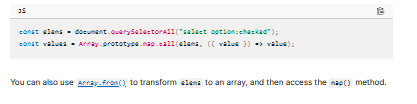 JS
const elems = document.querySelectorAll("select option:checked");
const values = Array.prototype.map.call(elems, ({ value }) => value);
You can also use Array.from() to transform elems to an array, and then access the map() method.